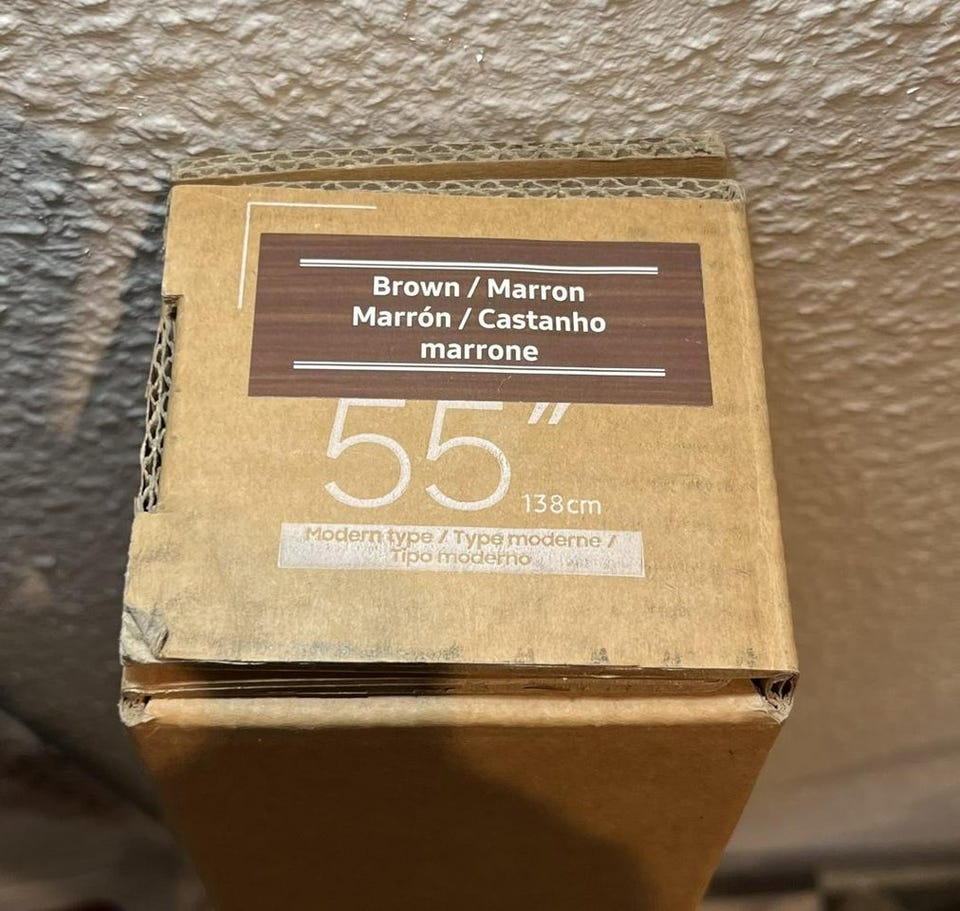 Brown / Marron
Marrón / Castanho
marrone
55"
138cm
Modern type / Type moderne /
Tipo moderno